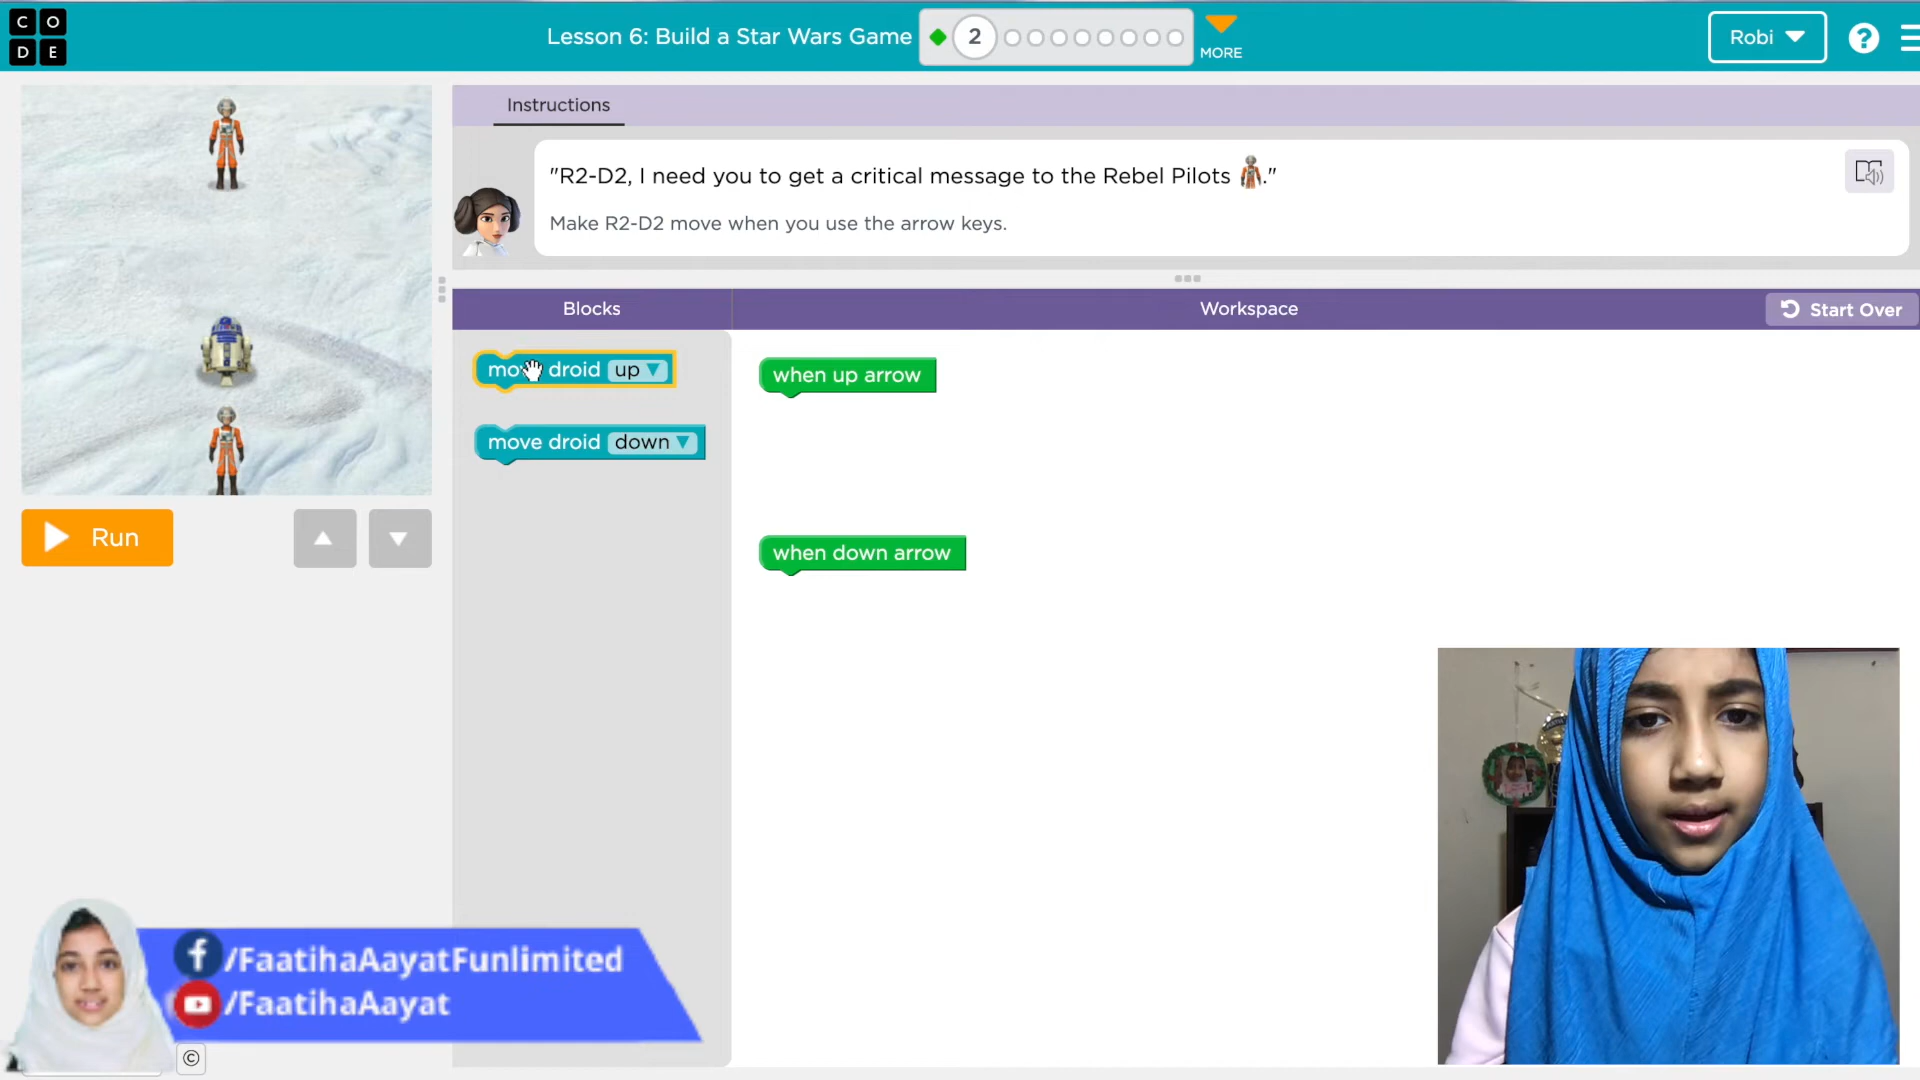 CODE
Lesson 6: Build a Star Wars Game
2
MORE
Robi
?
Instructions
"R2-D2, I need you to get a critical message to the Rebel Pilots."
Make R2-D2 move when you use the arrow keys.
Blocks
Workspace
Start Over
move droid up
when up arrow
move droid down
when down arrow
Run
/FaatihaAayatFunlimited
/FaatihaAayat
©